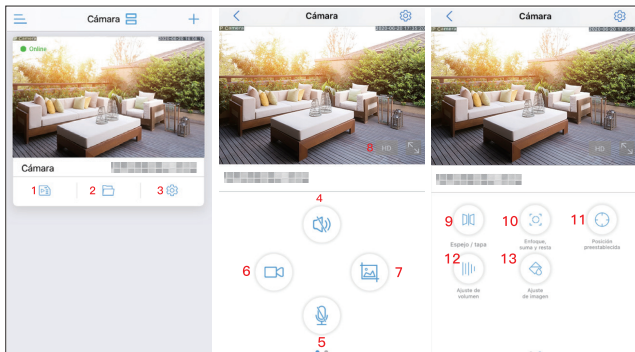 Cámara
Online
Cámara
1
2
3
Cámara
8
HD
4
6
7
5
Cámara
HD
9
10
11
Espejo / tapa
Enfoque,
suma y resta
Posición
preestablecida
12
13
Ajuste de
volumen
Ajuste
de imagen